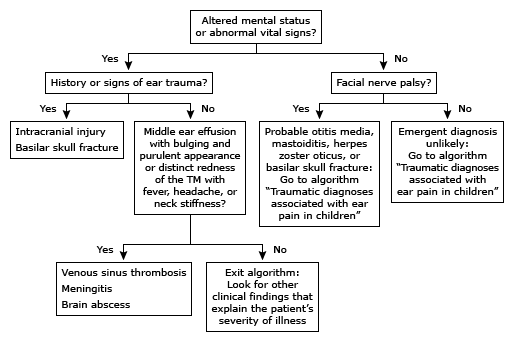 Altered mental status
or abnormal vital signs?
Yes
No
History or signs of ear trauma?
Facial nerve palsy?
Yes
No
Yes
No
Intracranial injury
Basilar skull fracture
Middle ear effusion
with bulging and
purulent appearance
or distinct redness
of the TM with
fever, headache, or
neck stiffness?
Probable otitis media,
mastoiditis, herpes
zoster oticus, or
basilar skull fracture:
Go to algorithm
“Traumatic diagnoses
associated with ear
pain in children”
Emergent diagnosis
unlikely:
Go to algorithm
“Traumatic diagnoses
associated with
ear pain in children”
Yes
No
Venous sinus thrombosis
Meningitis
Brain abscess
Exit algorithm:
Look for other
clinical findings that
explain the patient’s
severity of illness